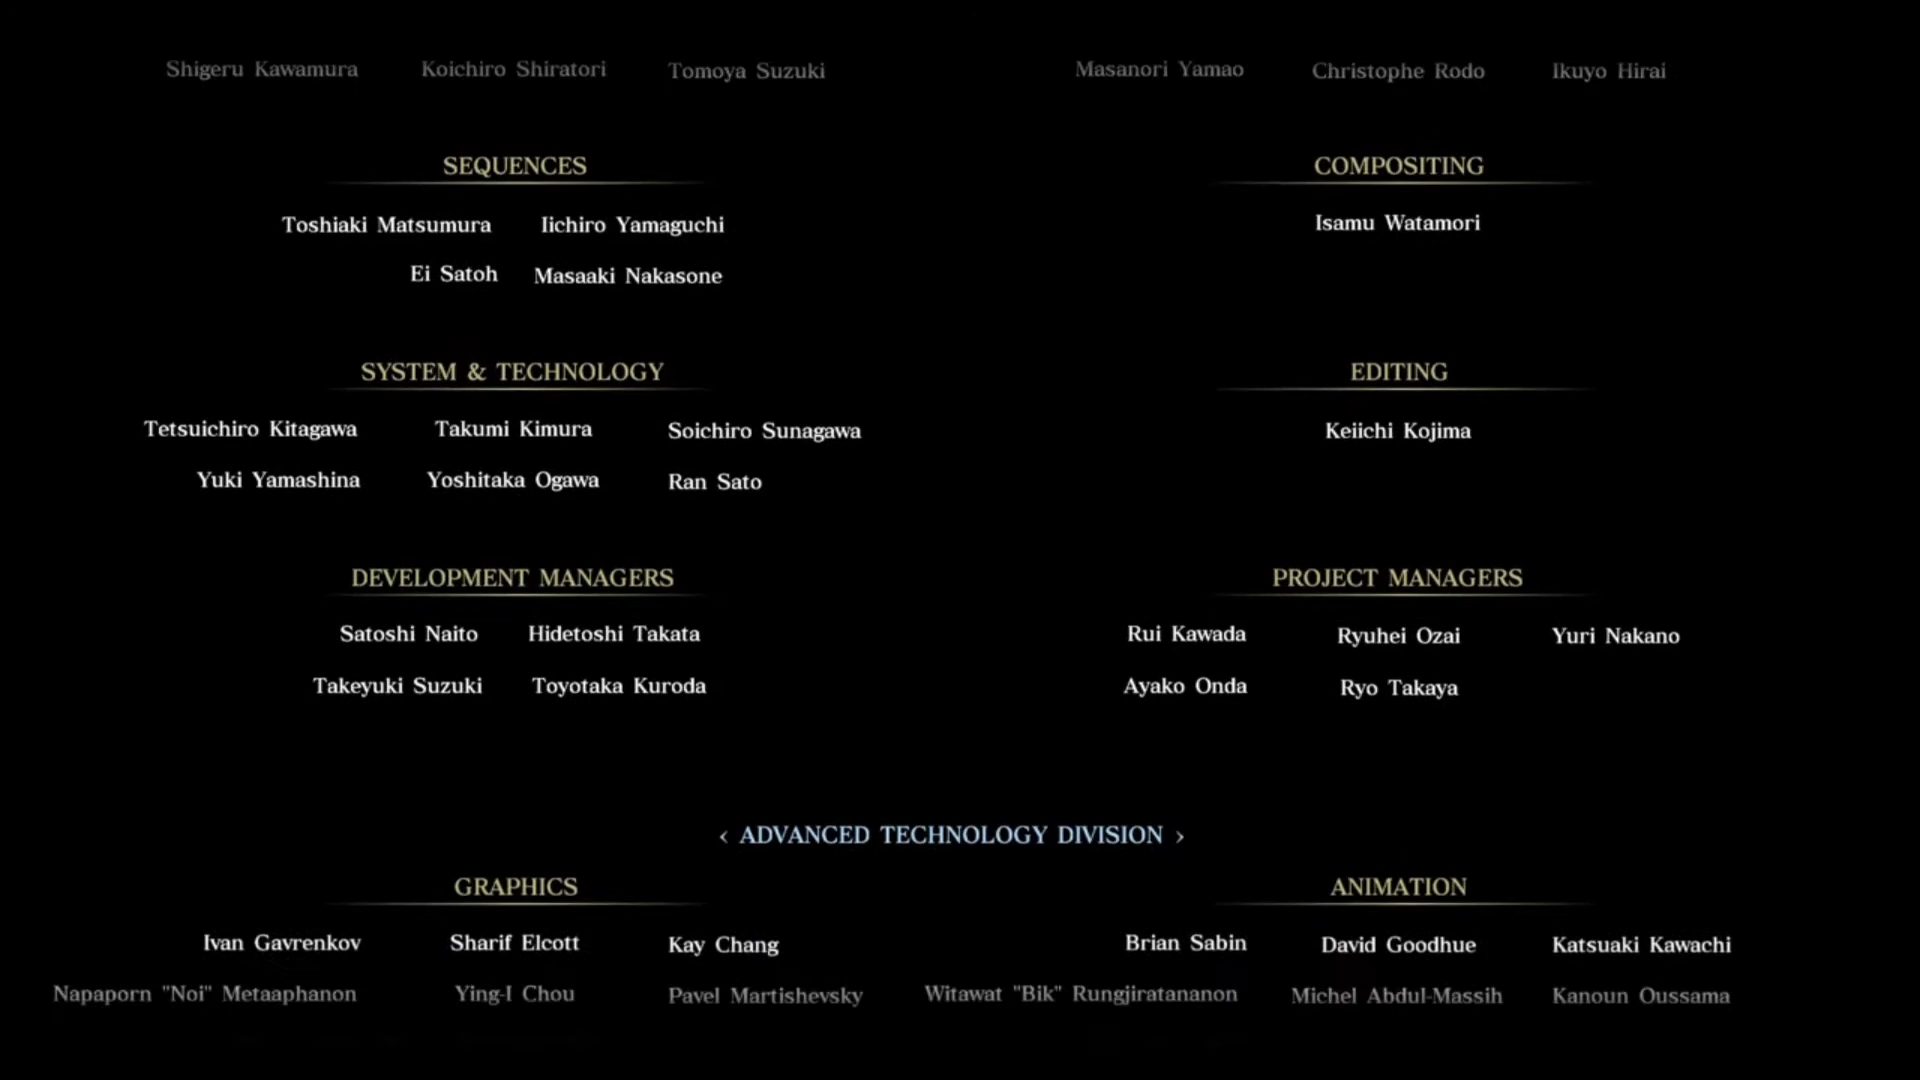 Shigeru Kawamura Koichiro Shiratori Tomoya Suzuki Masanori Yamao Christophe Rodo Ikuyo Hirai
SEQUENCES COMPOSITING
Toshiaki Matsumura Iichiro Yamaguchi Isamu Watamori
Ei Satoh Masaaki Nakasone
SYSTEM & TECHNOLOGY EDITING
Tetsuichiro Kitagawa Takumi Kimura Soichiro Sunagawa Keiichi Kojima
Yuki Yamashina Yoshitaka Ogawa Ran Sato
DEVELOPMENT MANAGERS PROJECT MANAGERS
Satoshi Naito Hidetoshi Takata Rui Kawada Ryuhei Ozai Yuri Nakano
Takeyuki Suzuki Toyotaka Kuroda Ayako Onda Ryo Takaya
‹ ADVANCED TECHNOLOGY DIVISION ›
GRAPHICS ANIMATION
Ivan Gavrenkov Sharif Elcott Kay Chang Brian Sabin David Goodhue Katsuaki Kawachi
Napaporn "Noi" Metaaphanon Ying-I Chou Pavel Martishevsky Witawat "Bik" Rungjiratananon Michel Abdul-Massih Kanoun Oussama